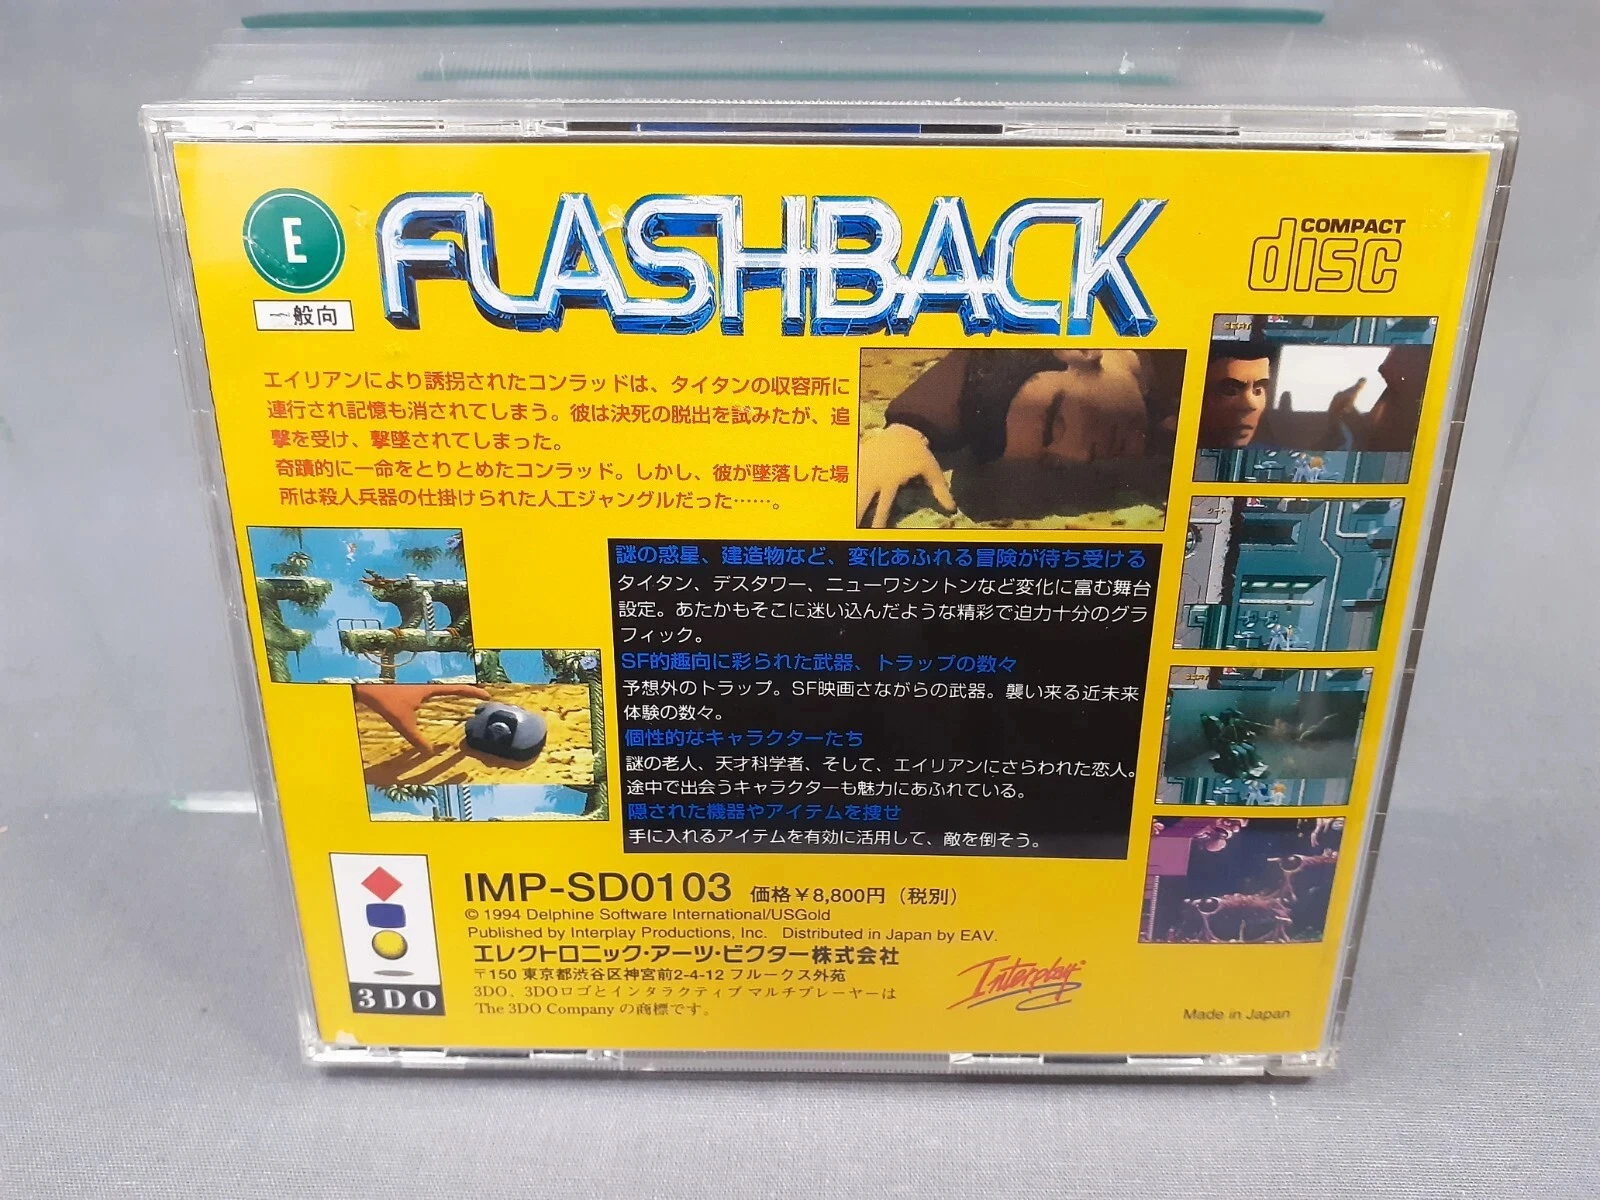 E
一般向
FLASHBACK
COMPACT
disc
エイリアンにより誘拐されたコンラッドは、タイタンの収容所に
連行され記憶も消されてしまう。彼は決死の脱出を試みたが、追
撃を受け、撃墜されてしまった。
奇蹟的に一命をとりとめたコンラッド。しかし、彼が墜落した場
所は殺人兵器の仕掛けられた人工ジャングルだった……。
謎の惑星、建造物など、変化あふれる冒険が待ち受ける
タイタン、デスタワー、ニューワシントンなど変化に富む舞台
設定。あたかもそこに迷い込んだような精彩で迫力十分のグラ
フィック。
SF的趣向に彩られた武器、トラップの数々
予想外のトラップ。SF映画さながらの武器。襲い来る近未来
体験の数々。
個性的なキャラクターたち
謎の老人、天才科学者、そして、エイリアンにさらわれた恋人。
途中で出会うキャラクターも魅力にあふれている。
隠された機器やアイテムを捜せ
手に入れるアイテムを有効に活用して、敵を倒そう。
3DO
IMP-SD0103 価格￥8,800円（税別）
© 1994 Delphine Software International/USGold
Published by Interplay Productions, Inc. Distributed in Japan by EAV.
エレクトロニック・アーツ・ビクター株式会社
〒150 東京都渋谷区神宮前2-4-12 フルークス外苑
3DO、3DOロゴとインタラクティブ マルチプレーヤーは
The 3DO Company の商標です。
Interplay
Made in Japan